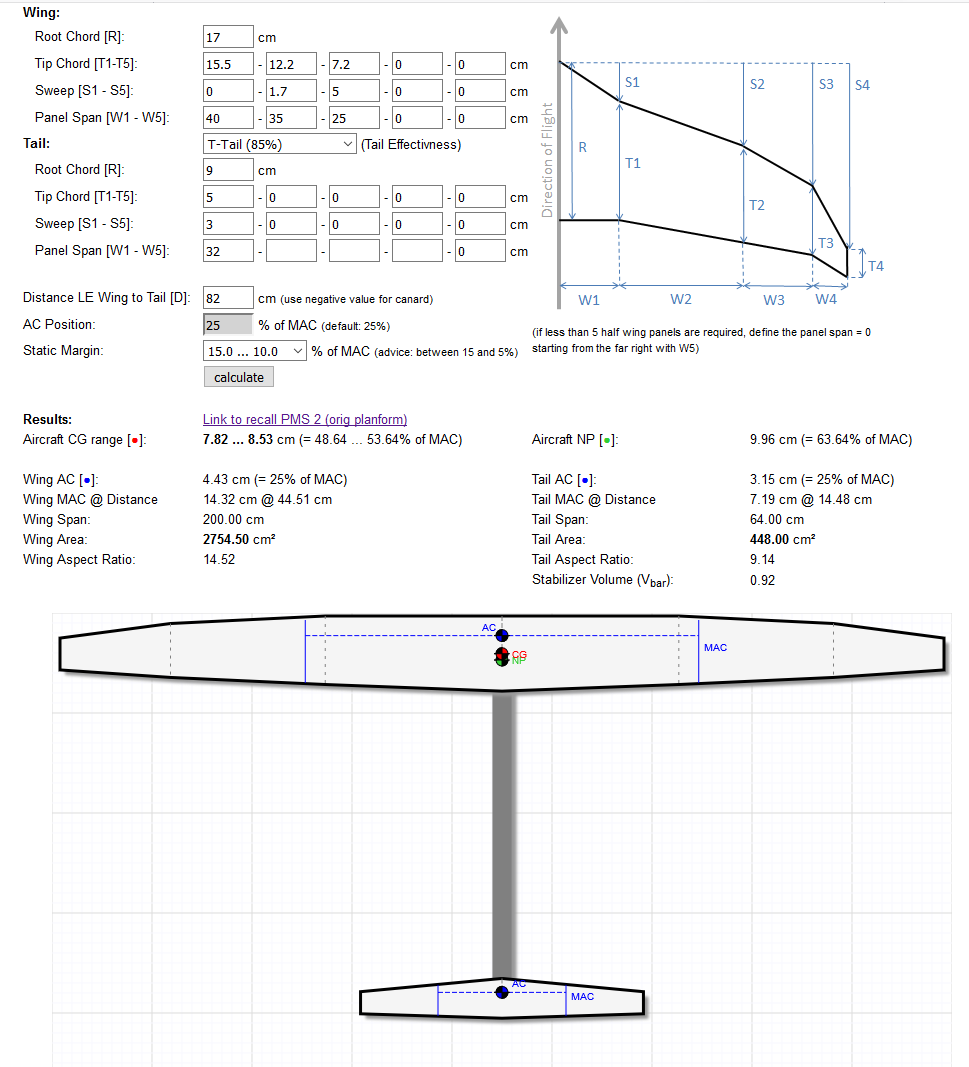 Wing:
Root Chord [R]: 17 cm
Tip Chord [T1-T5]: 15.5 - 12.2 - 7.2 - 0 - 0 cm
Sweep [S1 - S5]: 0 - 1.7 - 5 - 0 - 0 cm
Panel Span [W1 - W5]: 40 - 35 - 25 - 0 - 0 cm
Tail: T-Tail (85%) (Tail Effectivness)
Root Chord [R]: 9 cm
Tip Chord [T1-T5]: 5 - 0 - 0 - 0 - 0 cm
Sweep [S1 - S5]: 3 - 0 - 0 - 0 - 0 cm
Panel Span [W1 - W5]: 32 - - - - 0 cm
Distance LE Wing to Tail [D]: 82 cm (use negative value for canard)
AC Position: 25 % of MAC (default: 25%)
Static Margin: 15.0 ... 10.0 % of MAC (advice: between 15 and 5%)
calculate
Direction of Flight
S1
S2
S3
S4
R
T1
T2
T3
T4
W1
W2
W3
W4
(if less than 5 half wing panels are required, define the panel span = 0
starting from the far right with W5)
Results: Link to recall PMS 2 (orig planform)
Aircraft CG range [●]: 7.82 ... 8.53 cm (= 48.64 ... 53.64% of MAC) Aircraft NP [●]: 9.96 cm (= 63.64% of MAC)
Wing AC [●]: 4.43 cm (= 25% of MAC) Tail AC [●]: 3.15 cm (= 25% of MAC)
Wing MAC @ Distance 14.32 cm @ 44.51 cm Tail MAC @ Distance 7.19 cm @ 14.48 cm
Wing Span: 200.00 cm Tail Span: 64.00 cm
Wing Area: 2754.50 cm² Tail Area: 448.00 cm²
Wing Aspect Ratio: 14.52 Tail Aspect Ratio: 9.14
Stabilizer Volume (Vbar): 0.92
AC
MAC
CG
NP
AC
MAC